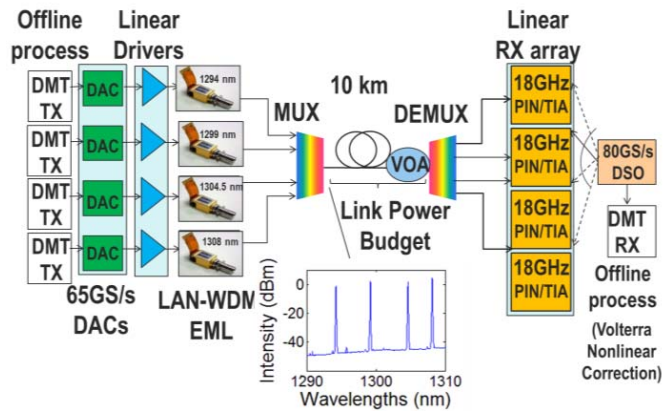 Offline
process
DMT
TX
DMT
TX
DMT
TX
DMT
TX
DAC
DAC
DAC
DAC
65GS/s
DACs
Linear
Drivers
1294 nm
1299 nm
1304.5 nm
1308 nm
LAN-WDM
EML
MUX
10 km
VOA
DEMUX
Link Power
Budget
Intensity (dBm)
0
-20
-40
1290
1300
1310
Wavelengths (nm)
Linear
RX array
18GHz
PIN/TIA
18GHz
PIN/TIA
18GHz
PIN/TIA
18GHz
PIN/TIA
80GS/s
DSO
DMT
RX
Offline
process
(Volterra
Nonlinear
Correction)